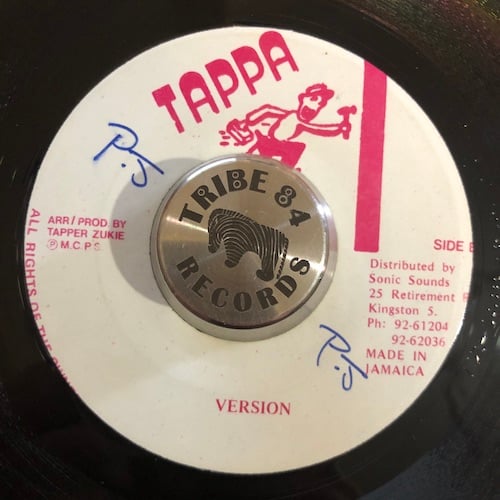 TAPPA
P.J
TRIBE 84
RECORDS
ARR/PROD. BY
TAPPER ZUKIE
Ⓟ M.C.P.S.
SIDE
Distributed by
Sonic Sounds
25 Retirement
Kingston 5.
Ph: 92-61204
92-62036
MADE IN
JAMAICA
P.J
ALL RIGHTS OF THE
VERSION